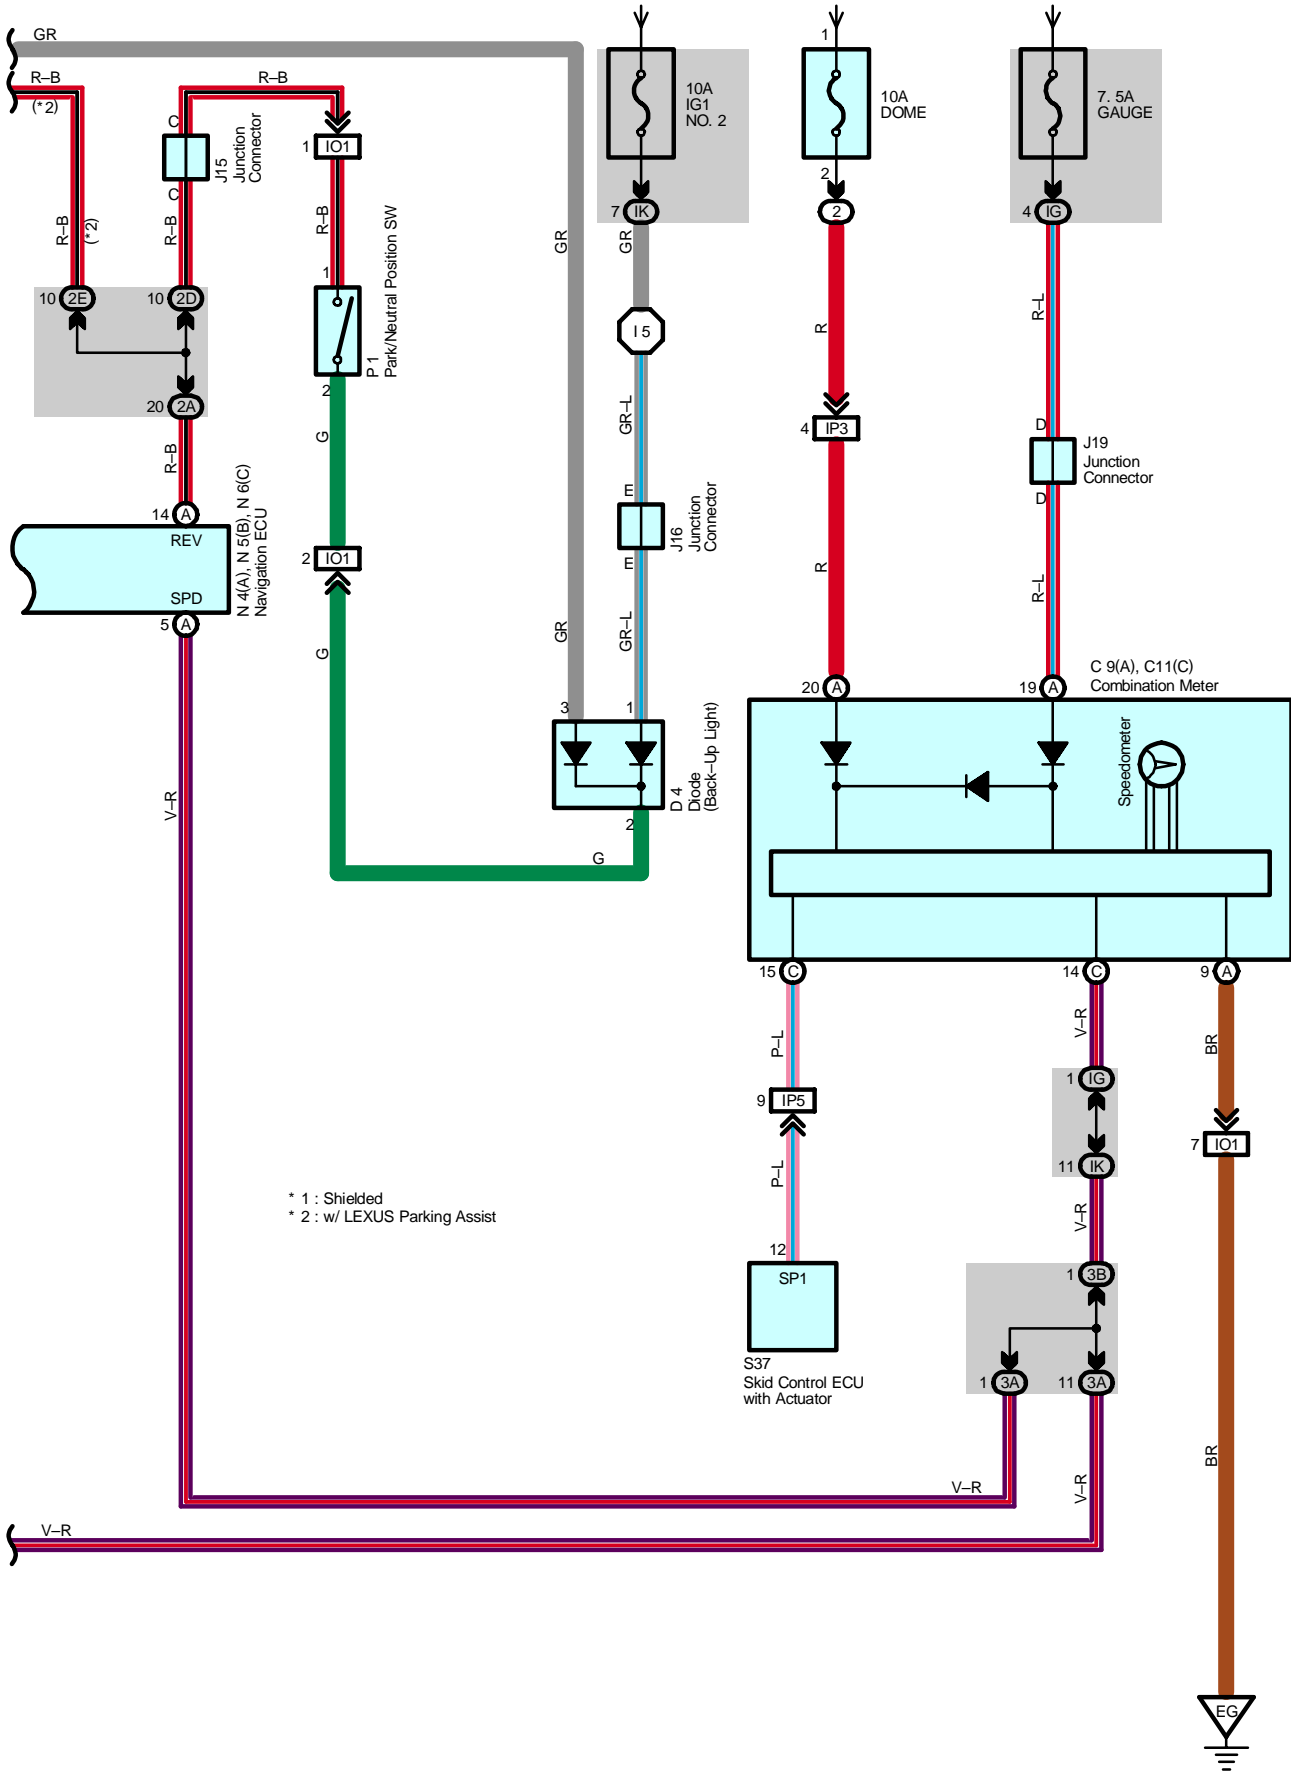 GR
R–B
(*2)
R–B
(*2)
10 2E
C
J15
Junction
Connector
C
R–B
10 2D
20 2A
R–B
14 A
REV
SPD
5 A
N 4(A), N 5(B), N 6(C)
Navigation ECU
R–B
1 IO1
R–B
1
P 1
Park/Neutral Position SW
2
G
2 IO1
G
G
GR
GR
10A
IG1
NO. 2
7 IK
GR
I 5
GR–L
E
J16
Junction
Connector
E
GR–L
3
1
D 4
Diode
(Back–Up Light)
2
1
10A
DOME
2
2
R
4 IP3
R
20 A
7. 5A
GAUGE
4 IG
R–L
D
J19
Junction
Connector
D
R–L
19 A
C 9(A), C11(C)
Combination Meter
Speedometer
15 C
14 C
9 A
P–L
9 IP5
P–L
12
SP1
S37
Skid Control ECU
with Actuator
V–R
1 IG
11 IK
V–R
1 3B
1 3A
11 3A
V–R
V–R
V–R
V–R
BR
7 IO1
BR
EG
* 1 : Shielded
* 2 : w/ LEXUS Parking Assist